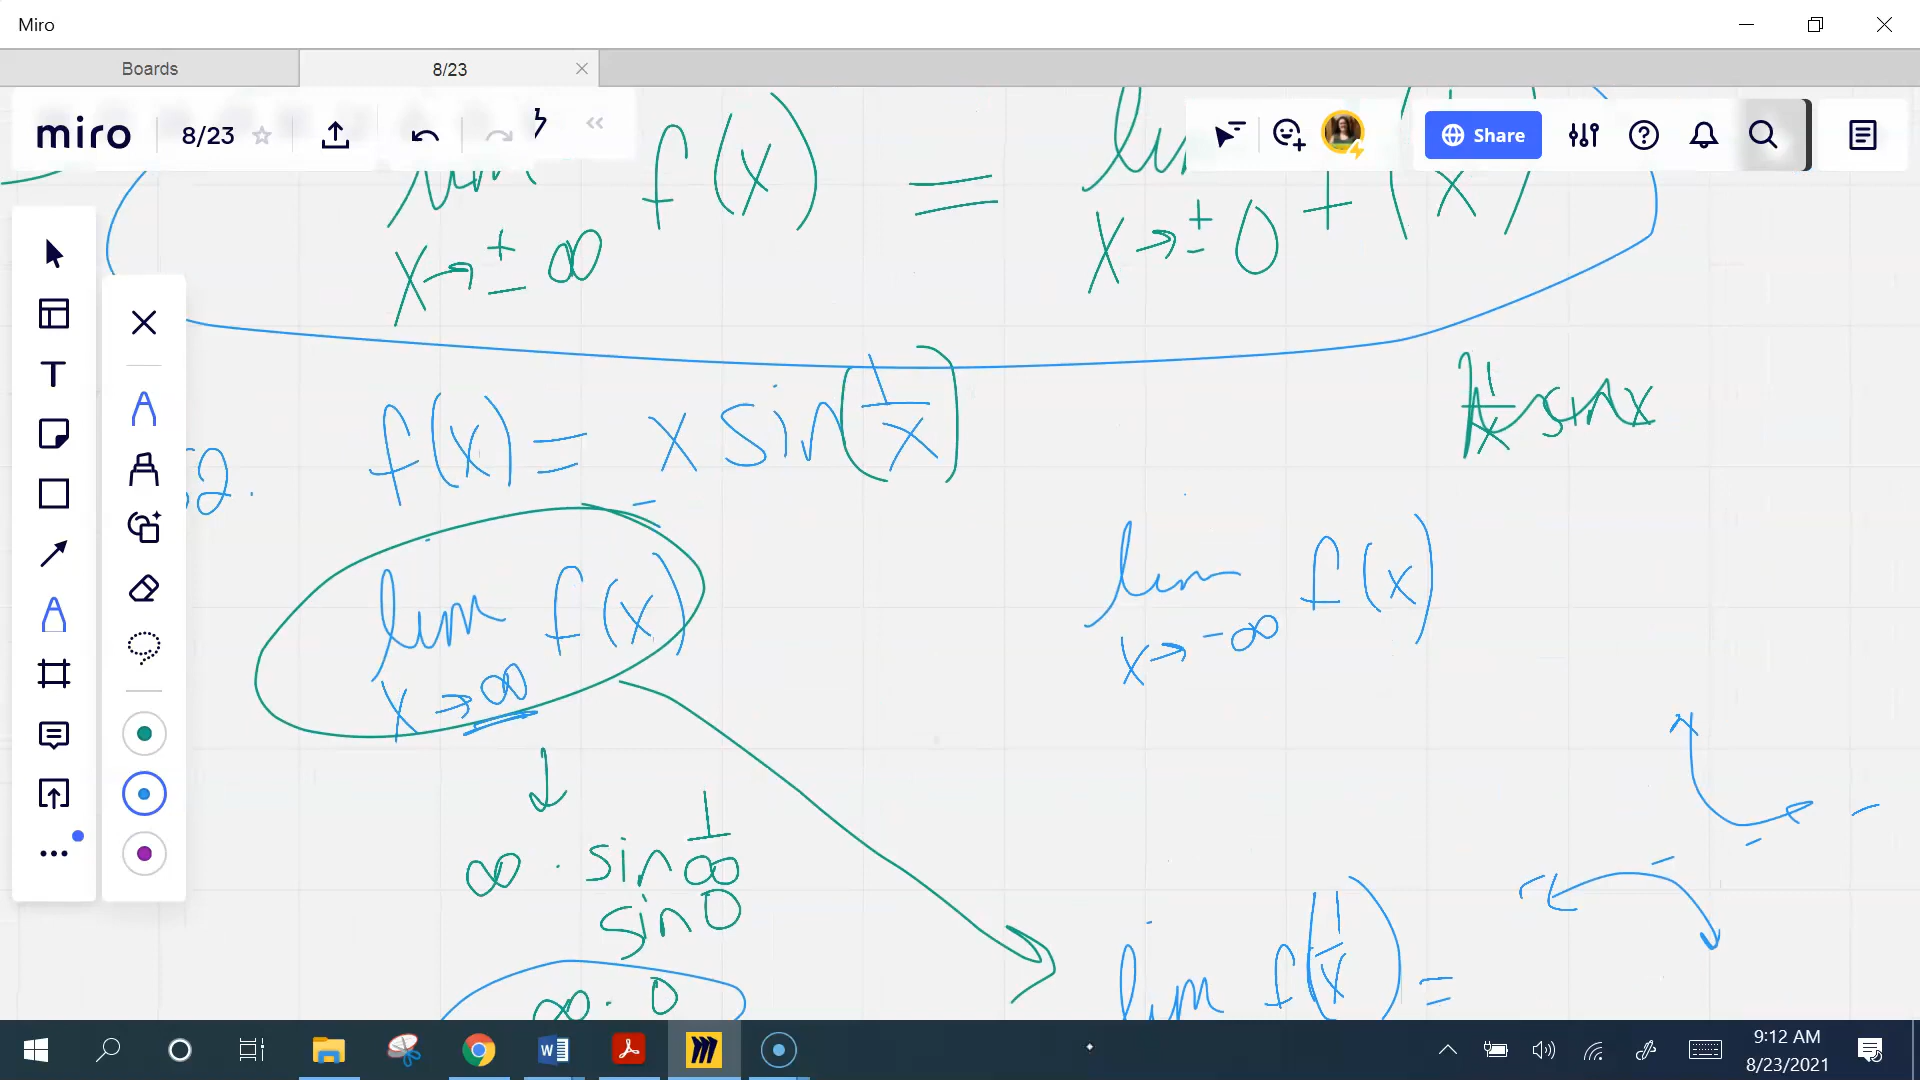 Miro
Boards
8/23
miro
8/23
Share
lim f(x) = lim f(1/x)
x→±∞ x→±0
f(x) = x sin(1/x)
1/x sin x
52.
lim f(x)
x→∞
lim f(x)
x→-∞
∞ · sin 1/∞
sin 0
∞ · 0
lim f(1/x) =
9:12 AM
8/23/2021